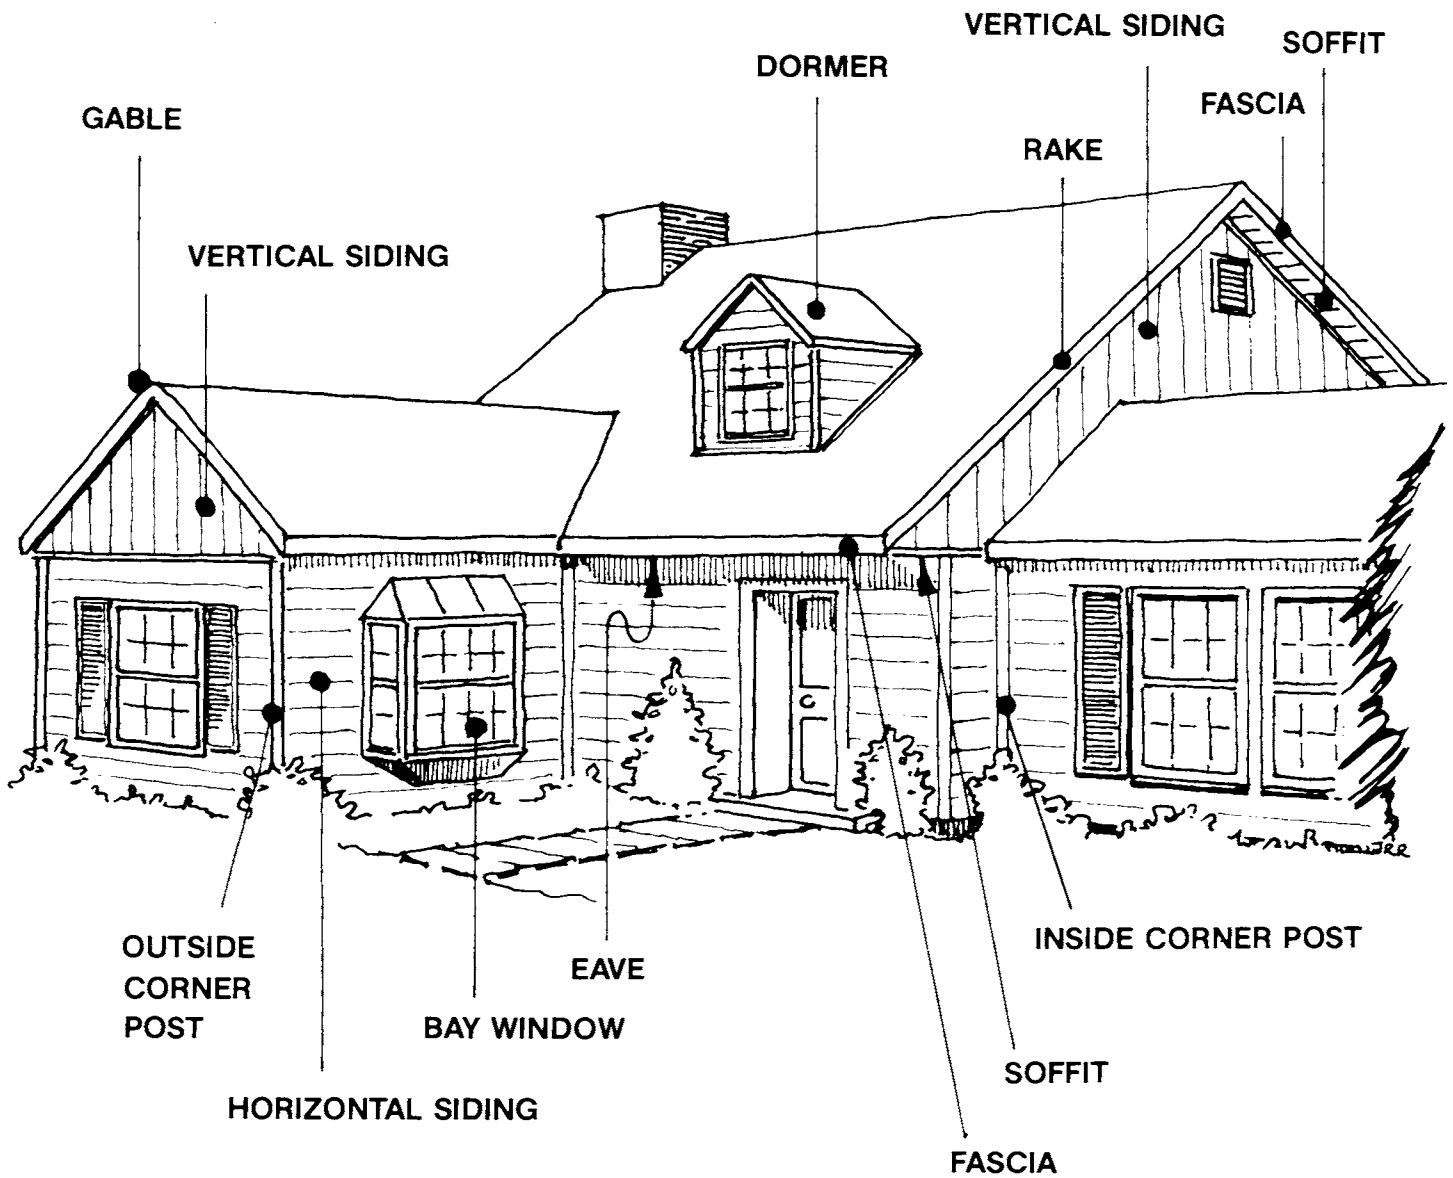 VERTICAL SIDING
SOFFIT
DORMER
FASCIA
GABLE
RAKE
VERTICAL SIDING
OUTSIDE
CORNER
POST
INSIDE CORNER POST
EAVE
BAY WINDOW
SOFFIT
HORIZONTAL SIDING
FASCIA